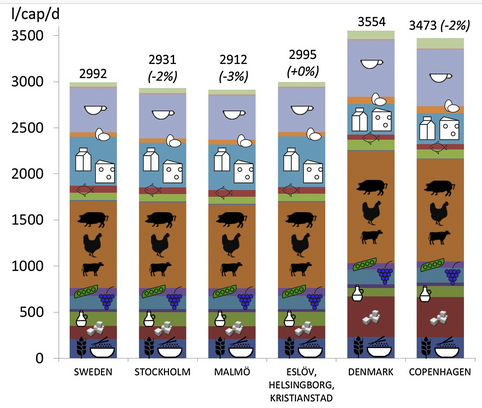 l/cap/d
3500
3000
2500
2000
1500
1000
500
0
2992
2931
(-2%)
2912
(-3%)
2995
(+0%)
3554
3473 (-2%)
SWEDEN
STOCKHOLM
MALMÖ
ESLÖV,
HELSINGBORG,
KRISTIANSTAD
DENMARK
COPENHAGEN